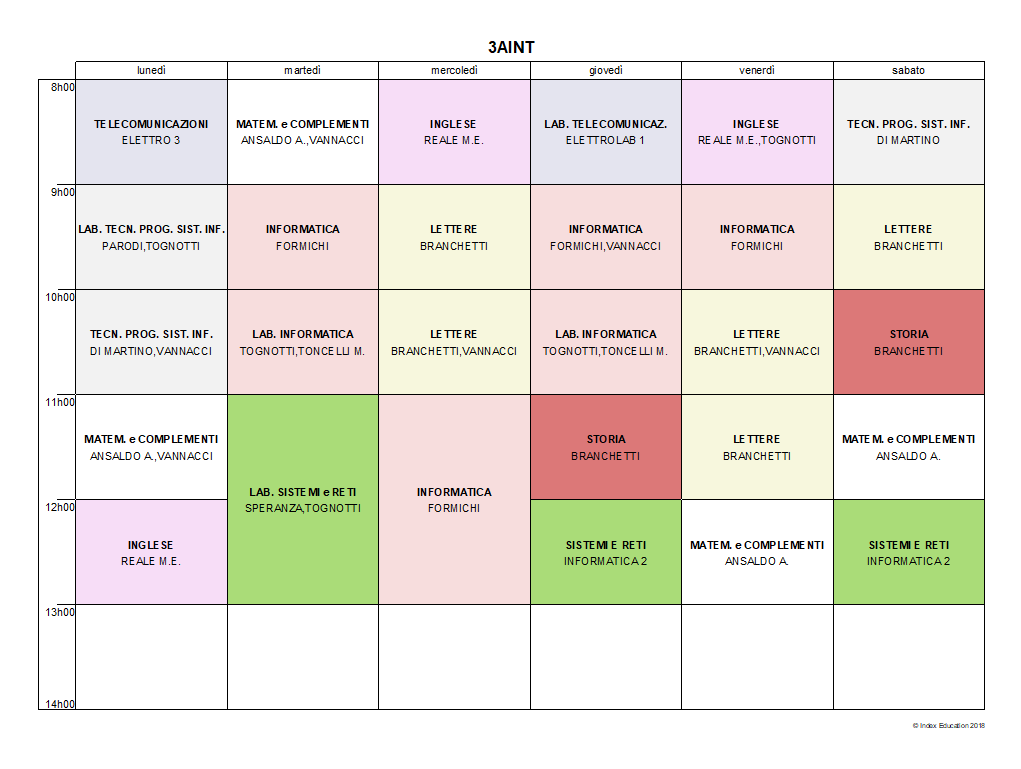 3AINT
lunedì martedì mercoledì giovedì venerdì sabato
8h00
TELECOMUNICAZIONI
ELETTRO 3
MATEM. e COMPLEMENTI
ANSALDO A.,VANNACCI
INGLESE
REALE M.E.
LAB. TELECOMUNICAZ.
ELETTROLAB 1
INGLESE
REALE M.E.,TOGNOTTI
TECN. PROG. SIST. INF.
DI MARTINO
9h00
LAB. TECN. PROG. SIST. INF.
PARODI,TOGNOTTI
INFORMATICA
FORMICHI
LETTERE
BRANCHETTI
INFORMATICA
FORMICHI,VANNACCI
INFORMATICA
FORMICHI
LETTERE
BRANCHETTI
10h00
TECN. PROG. SIST. INF.
DI MARTINO,VANNACCI
LAB. INFORMATICA
TOGNOTTI,TONCELLI M.
LETTERE
BRANCHETTI,VANNACCI
LAB. INFORMATICA
TOGNOTTI,TONCELLI M.
LETTERE
BRANCHETTI,VANNACCI
STORIA
BRANCHETTI
11h00
MATEM. e COMPLEMENTI
ANSALDO A.,VANNACCI
LAB. SISTEMI e RETI
SPERANZA,TOGNOTTI
INFORMATICA
FORMICHI
STORIA
BRANCHETTI
LETTERE
BRANCHETTI
MATEM. e COMPLEMENTI
ANSALDO A.
12h00
INGLESE
REALE M.E.
SISTEMI E RETI
INFORMATICA 2
MATEM. e COMPLEMENTI
ANSALDO A.
SISTEMI E RETI
INFORMATICA 2
13h00
14h00
© Index Education 2018